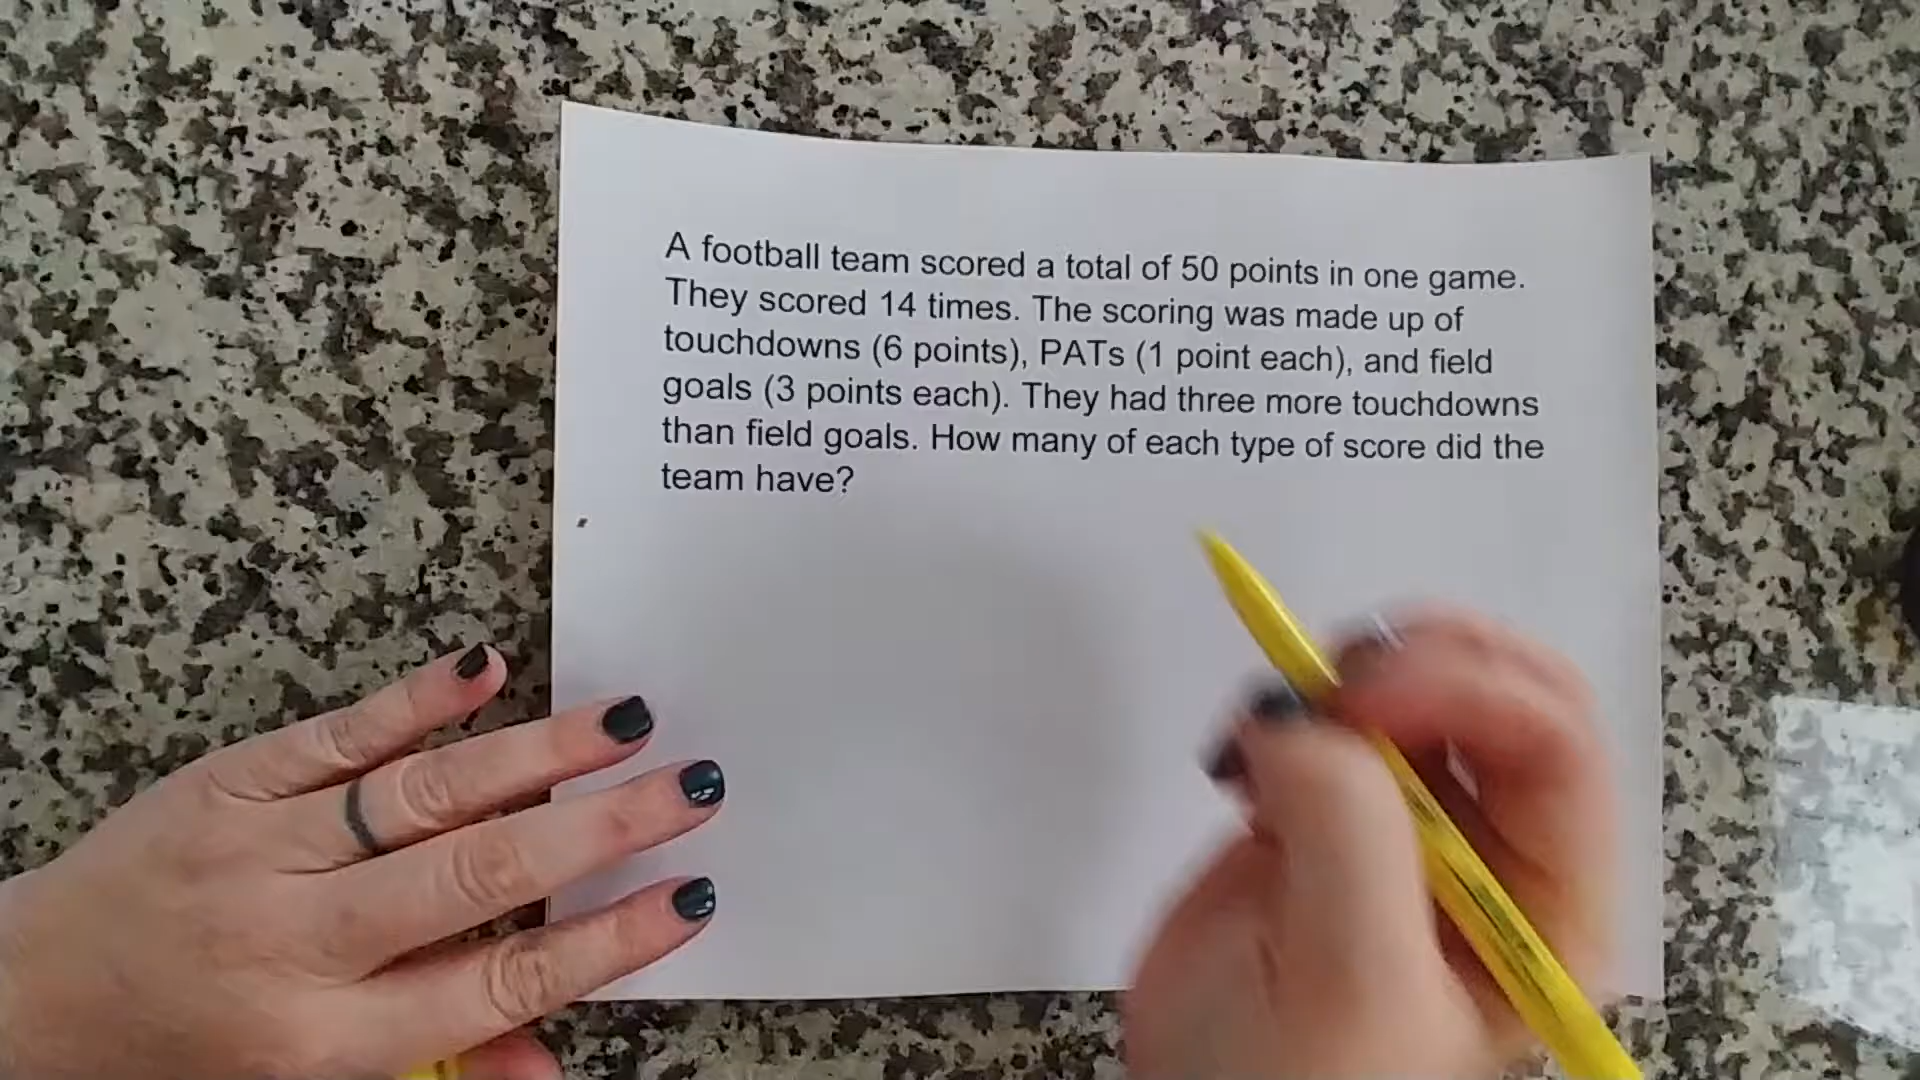 A football team scored a total of 50 points in one game.
They scored 14 times. The scoring was made up of
touchdowns (6 points), PATs (1 point each), and field
goals (3 points each). They had three more touchdowns
than field goals. How many of each type of score did the
team have?